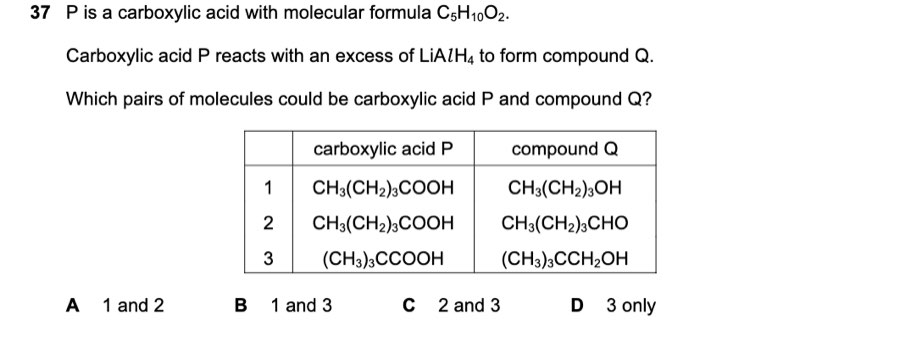 37 P is a carboxylic acid with molecular formula C₅H₁₀O₂.
Carboxylic acid P reacts with an excess of LiAlH₄ to form compound Q.
Which pairs of molecules could be carboxylic acid P and compound Q?
carboxylic acid P compound Q
1 CH₃(CH₂)₃COOH CH₃(CH₂)₃OH
2 CH₃(CH₂)₃COOH CH₃(CH₂)₃CHO
3 (CH₃)₃CCOOH (CH₃)₃CCH₂OH
A 1 and 2 B 1 and 3 C 2 and 3 D 3 only